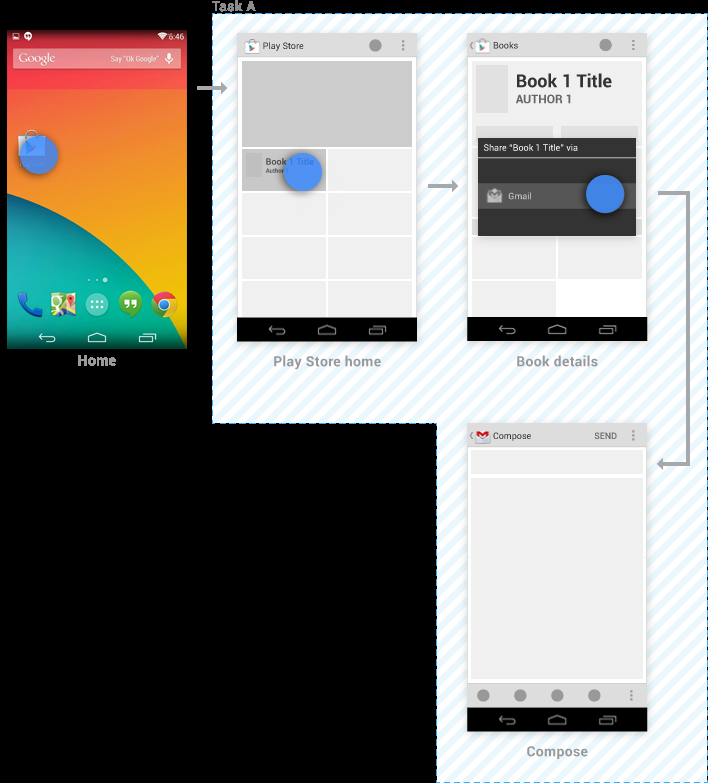 Task A
6:46
Google
Say "Ok Google"
Home
Play Store
Book 1 Title
Author 1
Play Store home
Books
Book 1 Title
AUTHOR 1
Share "Book 1 Title" via
Gmail
Book details
Compose
SEND
Compose